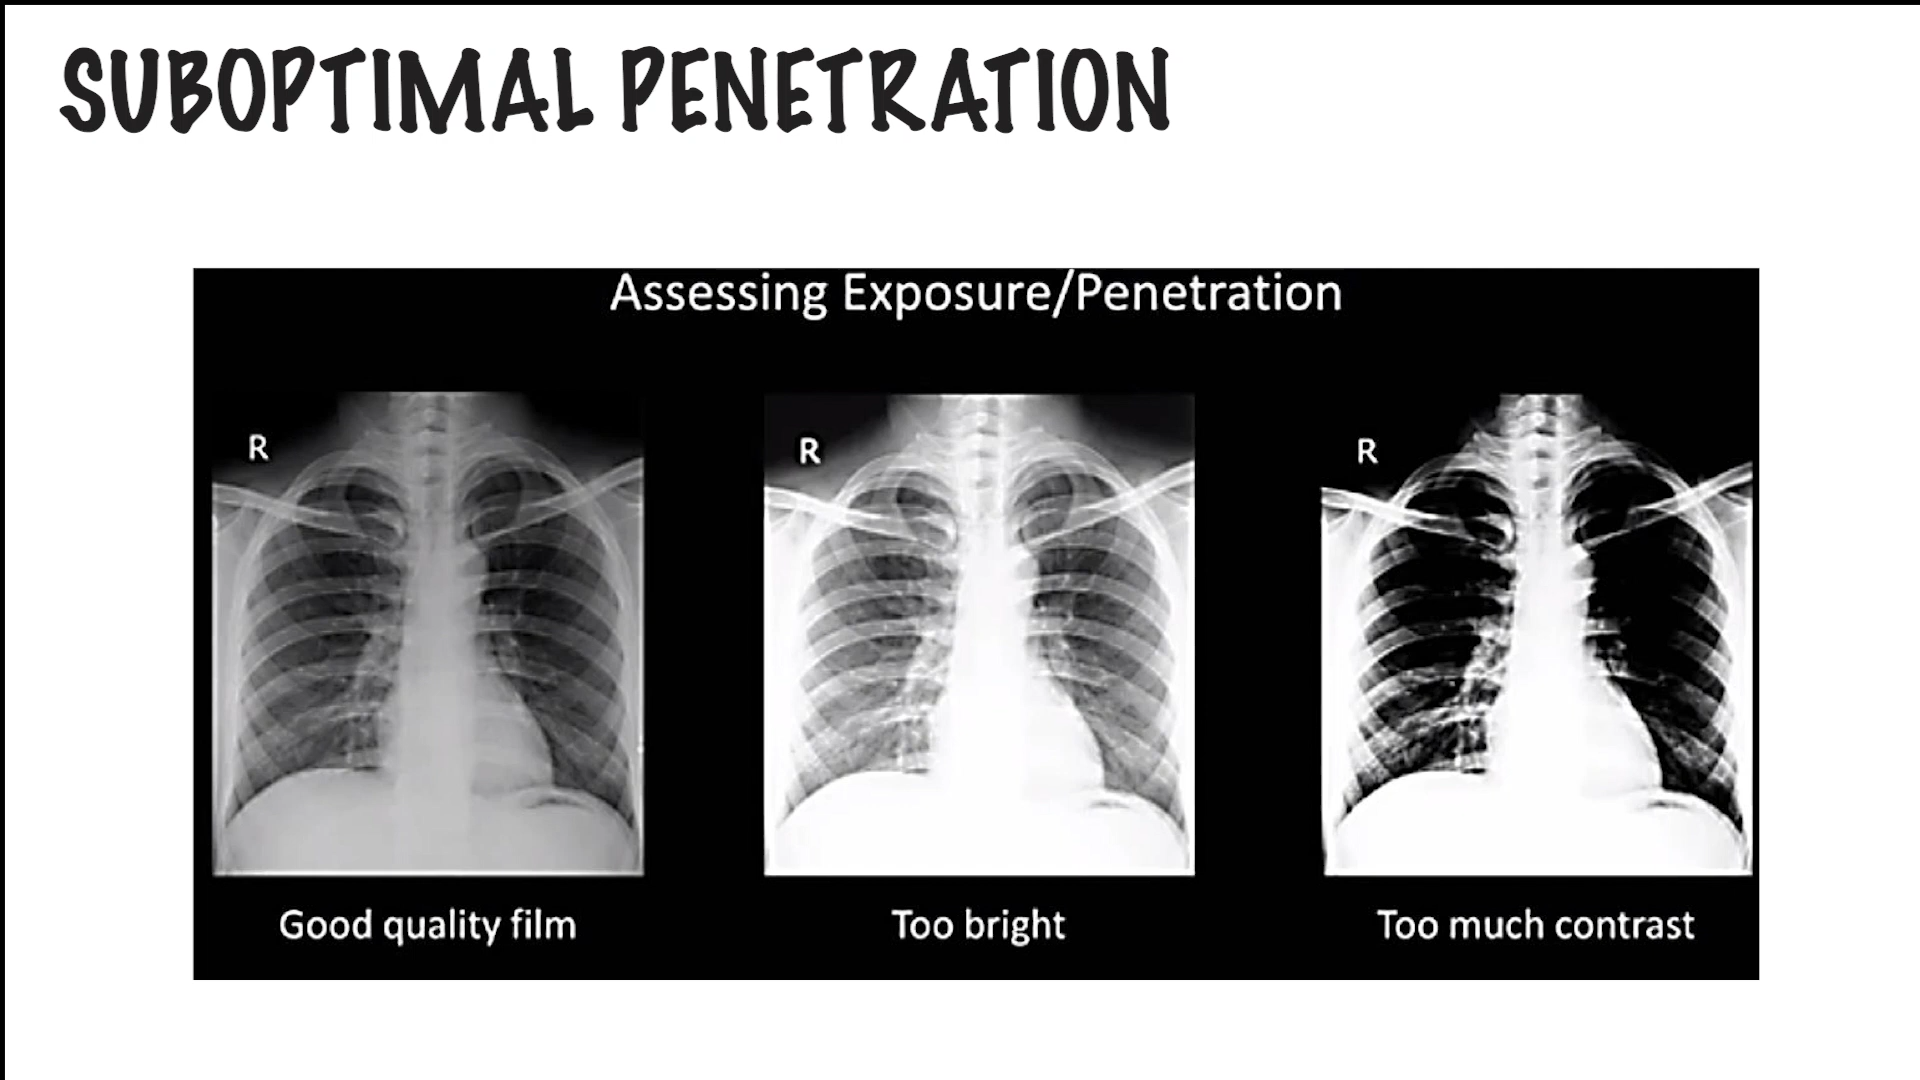 SUBOPTIMAL PENETRATION
Assessing Exposure/Penetration
R
R
R
Good quality film
Too bright
Too much contrast